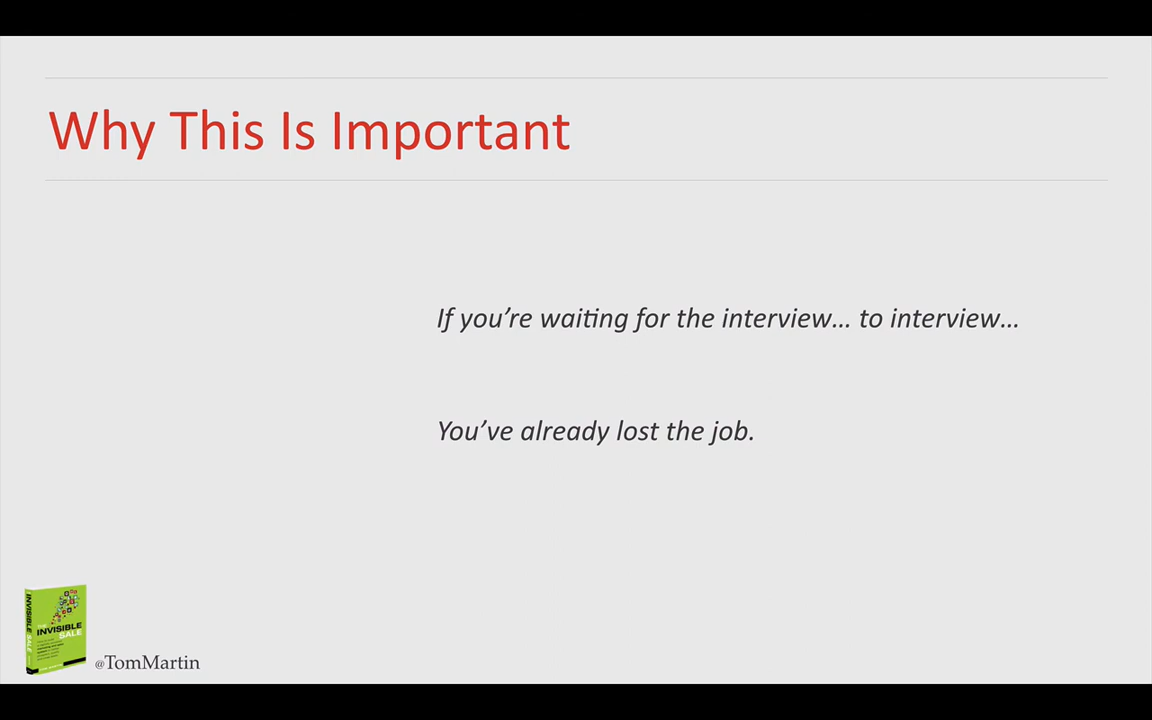 Why This Is Important
If you’re waiting for the interview… to interview…
You’ve already lost the job.
INVISIBLE
SALE
@TomMartin